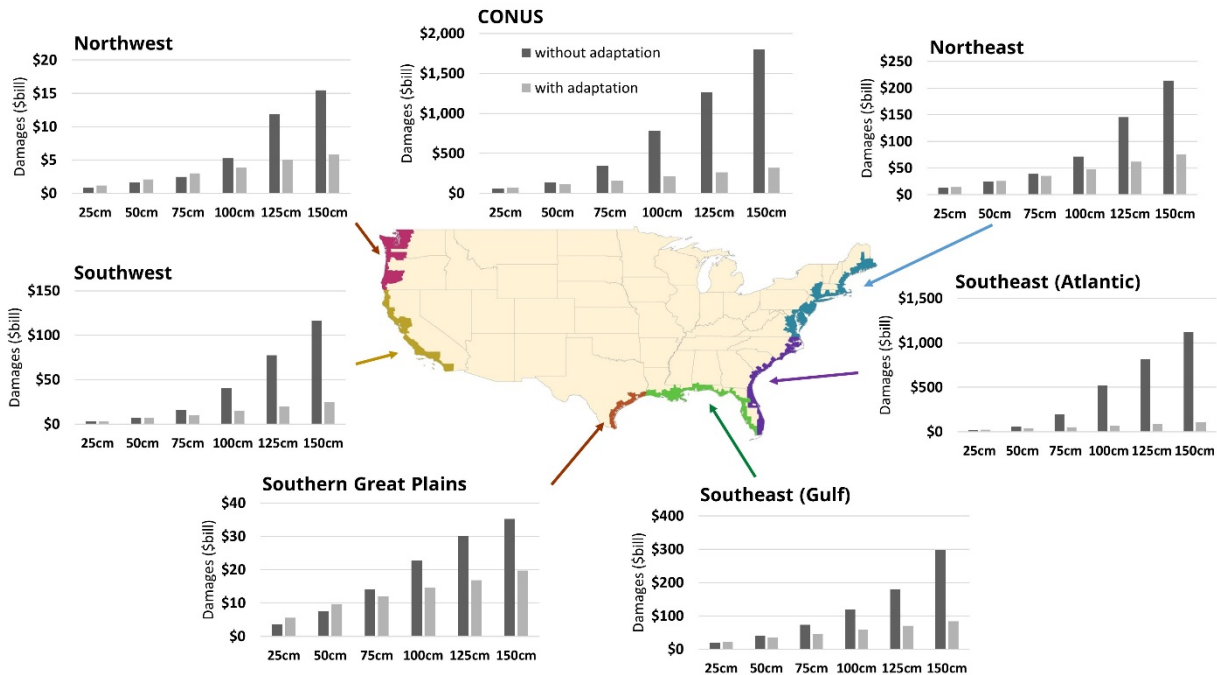 CONUS
$2,000
$1,500
$1,000
$500
$0
Damages ($bill)
without adaptation
with adaptation
25cm 50cm 75cm 100cm 125cm 150cm
Northwest
$20
$15
$10
$5
$0
Damages ($bill)
25cm 50cm 75cm 100cm 125cm 150cm
Northeast
$250
$200
$150
$100
$50
$0
Damages ($bill)
25cm 50cm 75cm 100cm 125cm 150cm
Southwest
$150
$100
$50
$0
Damages ($bill)
25cm 50cm 75cm 100cm 125cm 150cm
Southeast (Atlantic)
$1,500
$1,000
$500
$0
Damages ($bill)
25cm 50cm 75cm 100cm 125cm 150cm
Southern Great Plains
$40
$30
$20
$10
$0
Damages ($bill)
25cm 50cm 75cm 100cm 125cm 150cm
Southeast (Gulf)
$400
$300
$200
$100
$0
Damages ($bill)
25cm 50cm 75cm 100cm 125cm 150cm